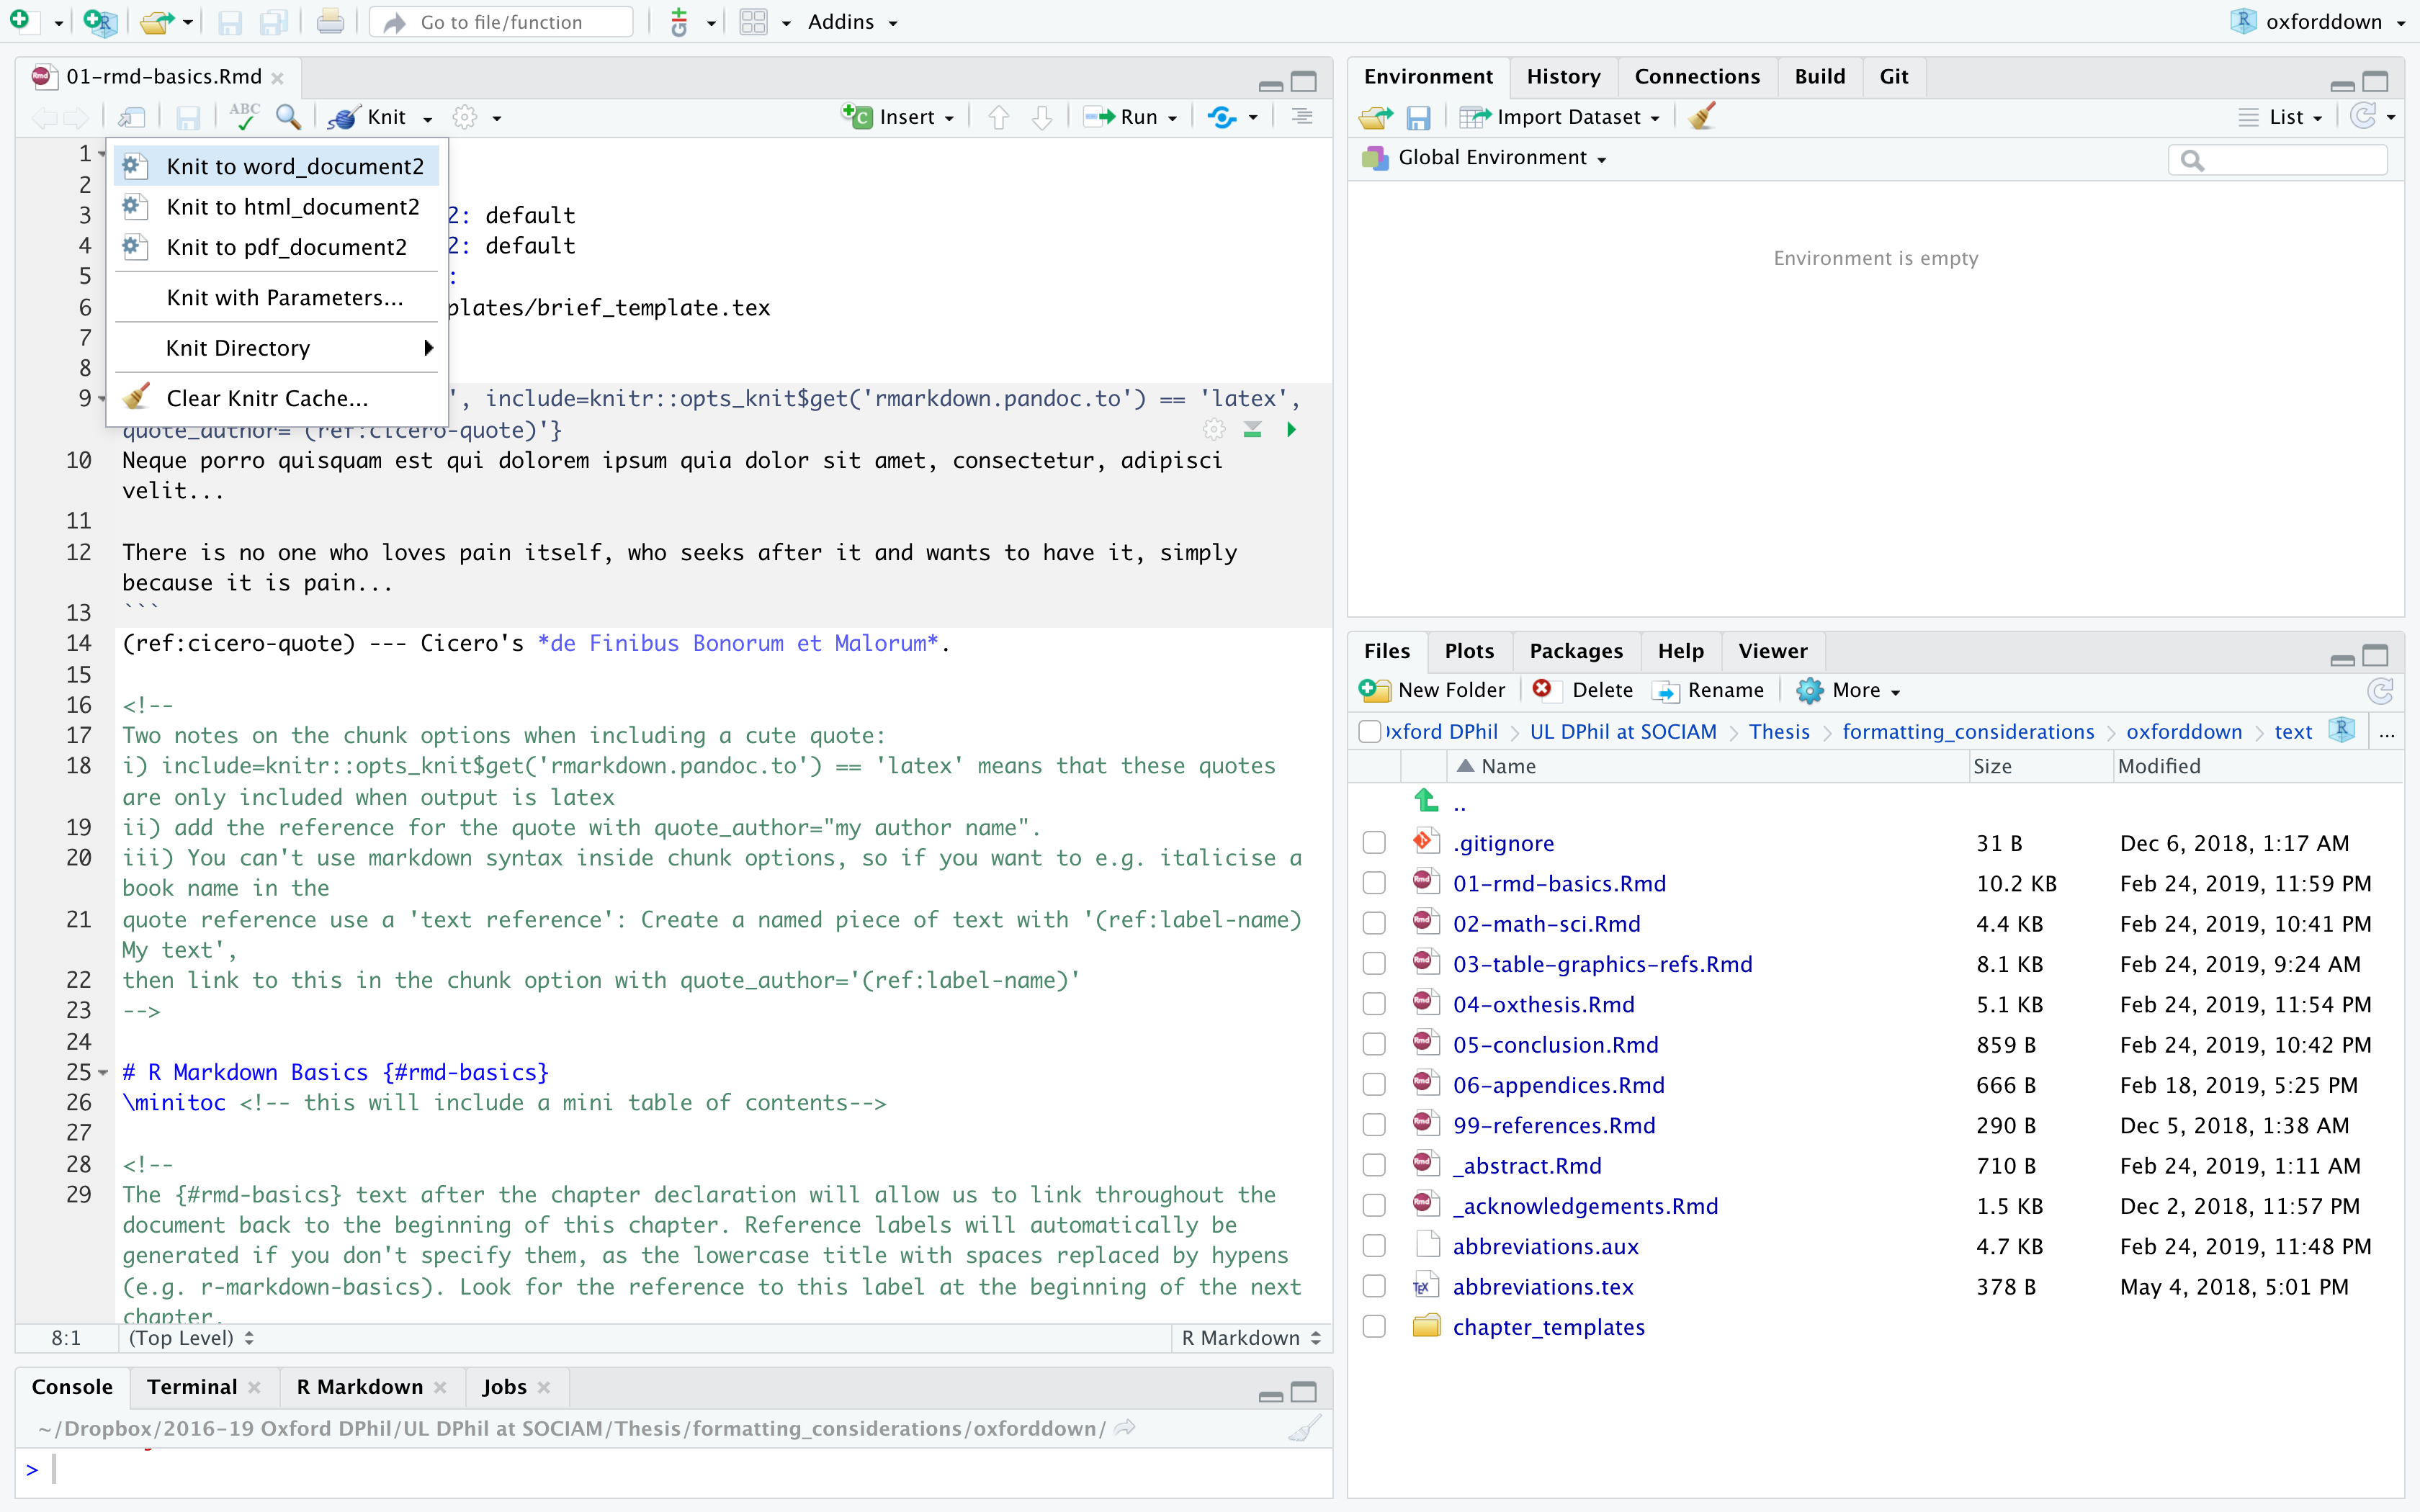 Go to file/function
Addins
oxforddown
01-rmd-basics.Rmd
ABC
Knit
Insert
Run
Knit to word_document2
Knit to html_document2
Knit to pdf_document2
Knit with Parameters...
Knit Directory
Clear Knitr Cache...
1
2
3 2: default
4 2: default
5 :
6 plates/brief_template.tex
7
8
9 ', include=knitr::opts_knit$get('rmarkdown.pandoc.to') == 'latex',
quote_author='(ref:cicero-quote)'}
10 Neque porro quisquam est qui dolorem ipsum quia dolor sit amet, consectetur, adipisci
velit...
11
12 There is no one who loves pain itself, who seeks after it and wants to have it, simply
because it is pain...
13 ```
14 (ref:cicero-quote) --- Cicero's *de Finibus Bonorum et Malorum*.
15
16 <!--
17 Two notes on the chunk options when including a cute quote:
18 i) include=knitr::opts_knit$get('rmarkdown.pandoc.to') == 'latex' means that these quotes
are only included when output is latex
19 ii) add the reference for the quote with quote_author="my author name".
20 iii) You can't use markdown syntax inside chunk options, so if you want to e.g. italicise a
book name in the
21 quote reference use a 'text reference': Create a named piece of text with '(ref:label-name)
My text',
22 then link to this in the chunk option with quote_author='(ref:label-name)'
23 -->
24
25 # R Markdown Basics {#rmd-basics}
26 \minitoc <!-- this will include a mini table of contents-->
27
28 <!--
29 The {#rmd-basics} text after the chapter declaration will allow us to link throughout the
document back to the beginning of this chapter. Reference labels will automatically be
generated if you don't specify them, as the lowercase title with spaces replaced by hypens
(e.g. r-markdown-basics). Look for the reference to this label at the beginning of the next
chapter.
8:1 (Top Level) R Markdown
Console Terminal R Markdown Jobs
~/Dropbox/2016-19 Oxford DPhil/UL DPhil at SOCIAM/Thesis/formatting_considerations/oxforddown/
>
Environment History Connections Build Git
Import Dataset List
Global Environment
Environment is empty
Files Plots Packages Help Viewer
New Folder Delete Rename More
xford DPhil UL DPhil at SOCIAM Thesis formatting_considerations oxforddown text ...
Name Size Modified
..
.gitignore 31 B Dec 6, 2018, 1:17 AM
01-rmd-basics.Rmd 10.2 KB Feb 24, 2019, 11:59 PM
02-math-sci.Rmd 4.4 KB Feb 24, 2019, 10:41 PM
03-table-graphics-refs.Rmd 8.1 KB Feb 24, 2019, 9:24 AM
04-oxthesis.Rmd 5.1 KB Feb 24, 2019, 11:54 PM
05-conclusion.Rmd 859 B Feb 24, 2019, 10:42 PM
06-appendices.Rmd 666 B Feb 18, 2019, 5:25 PM
99-references.Rmd 290 B Dec 5, 2018, 1:38 AM
_abstract.Rmd 710 B Feb 24, 2019, 1:11 AM
_acknowledgements.Rmd 1.5 KB Dec 2, 2018, 11:57 PM
abbreviations.aux 4.7 KB Feb 24, 2019, 11:48 PM
abbreviations.tex 378 B May 4, 2018, 5:01 PM
chapter_templates